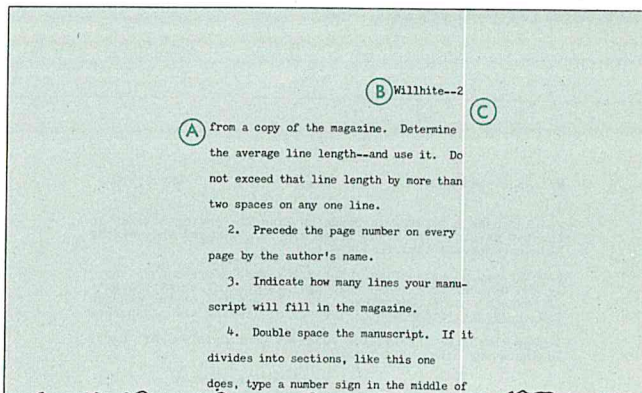 B Willhite--2
C
A from a copy of the magazine. Determine
the average line length--and use it. Do
not exceed that line length by more than
two spaces on any one line.
2. Precede the page number on every
page by the author's name.
3. Indicate how many lines your manu-
script will fill in the magazine.
4. Double space the manuscript. If it
divides into sections, like this one
does, type a number sign in the middle of